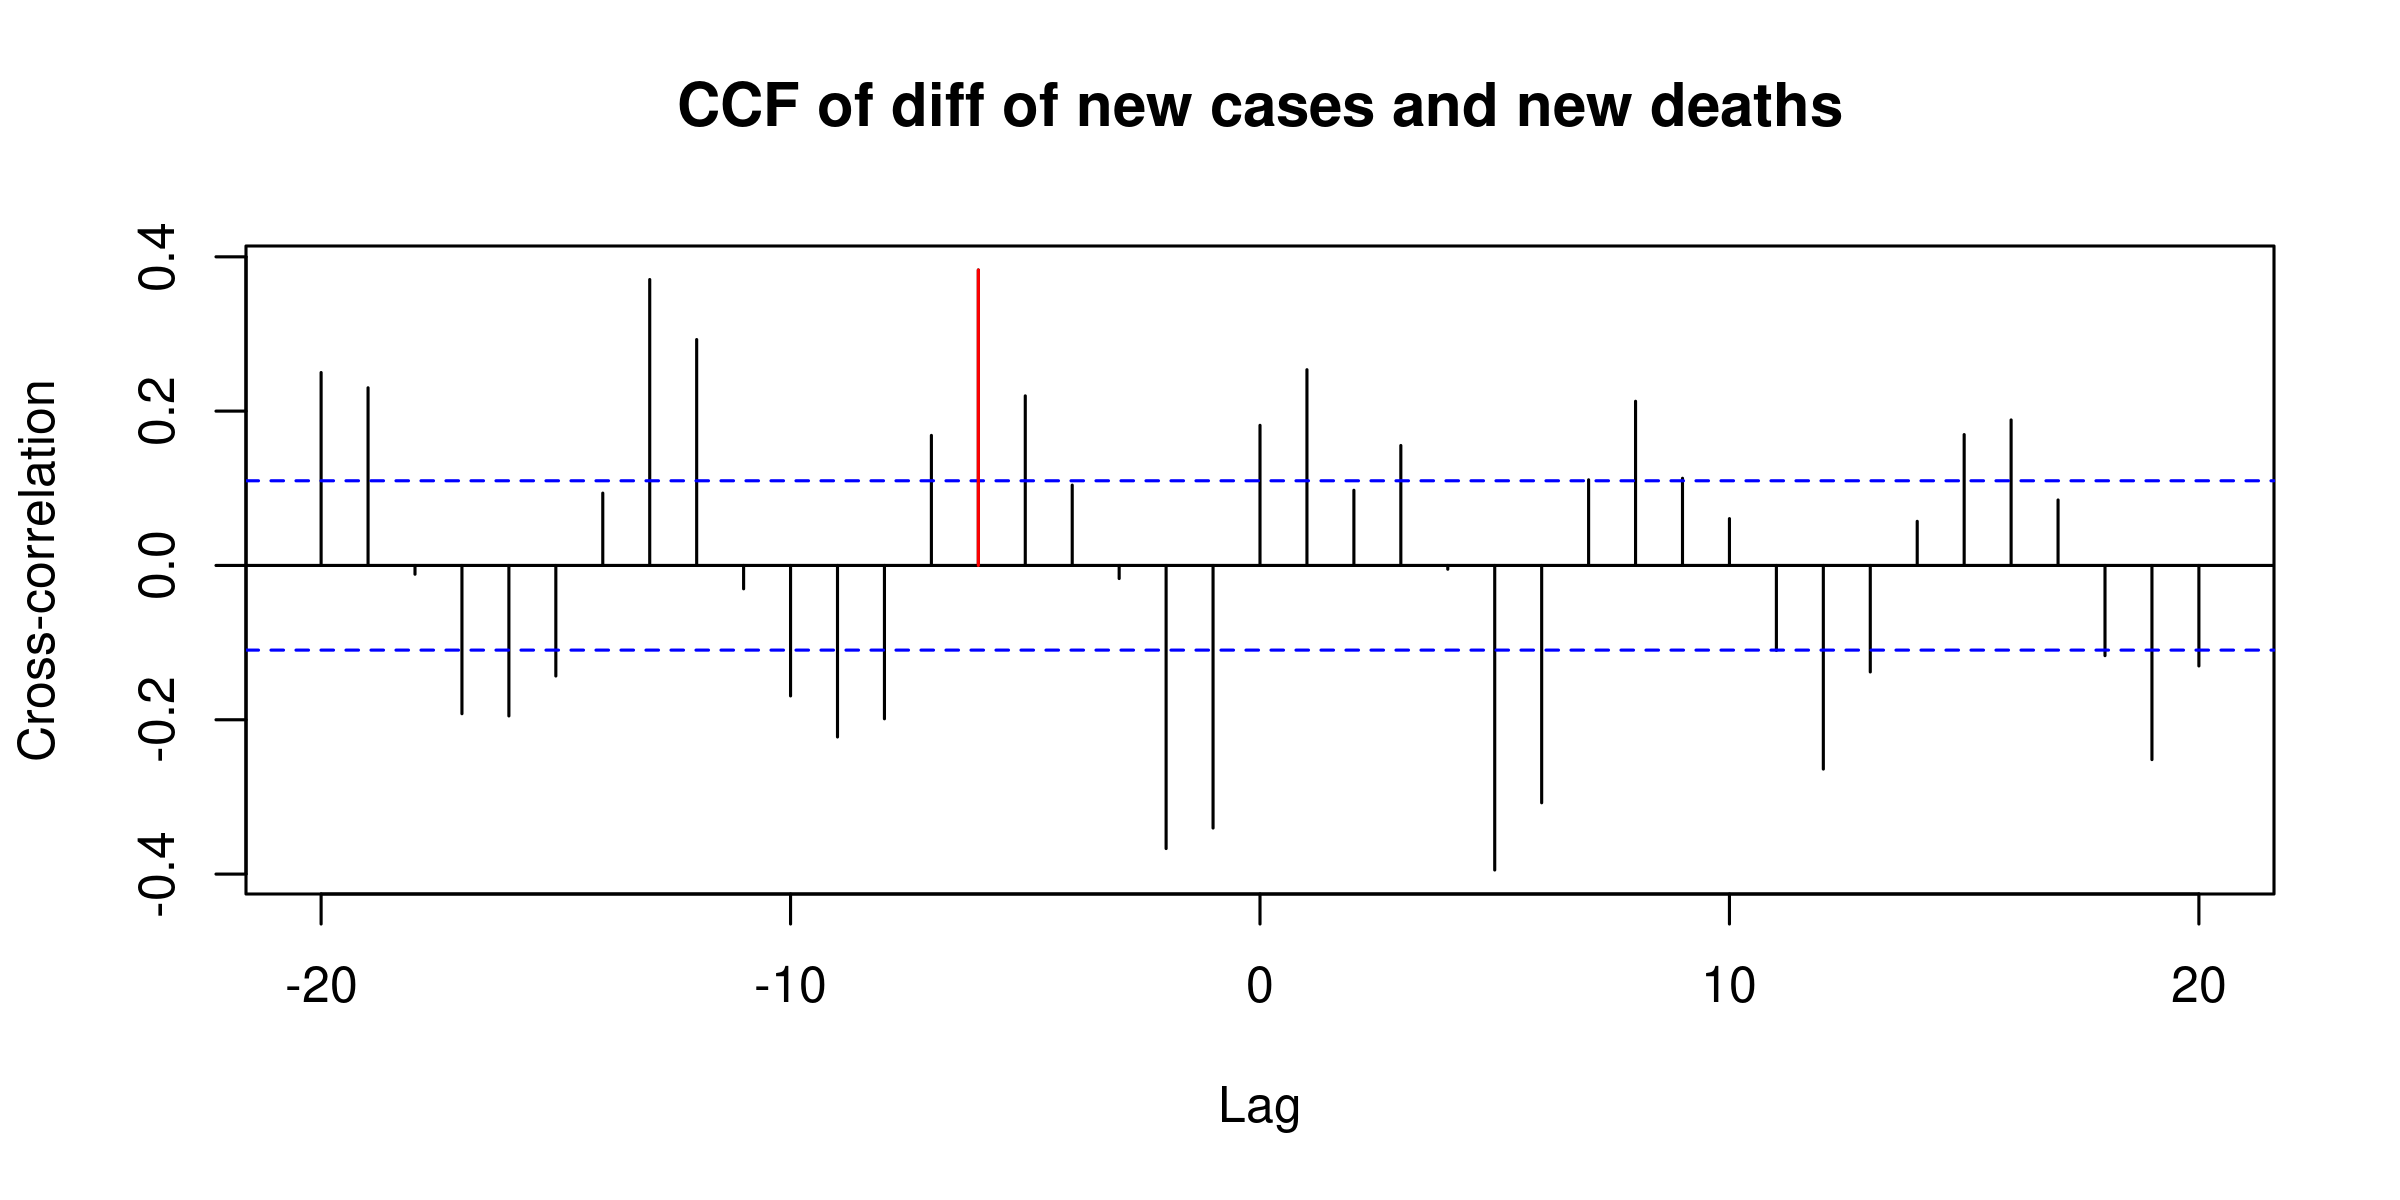 CCF of diff of new cases and new deaths
Cross-correlation
0.4
0.2
0.0
-0.2
-0.4
-20 -10 0 10 20
Lag